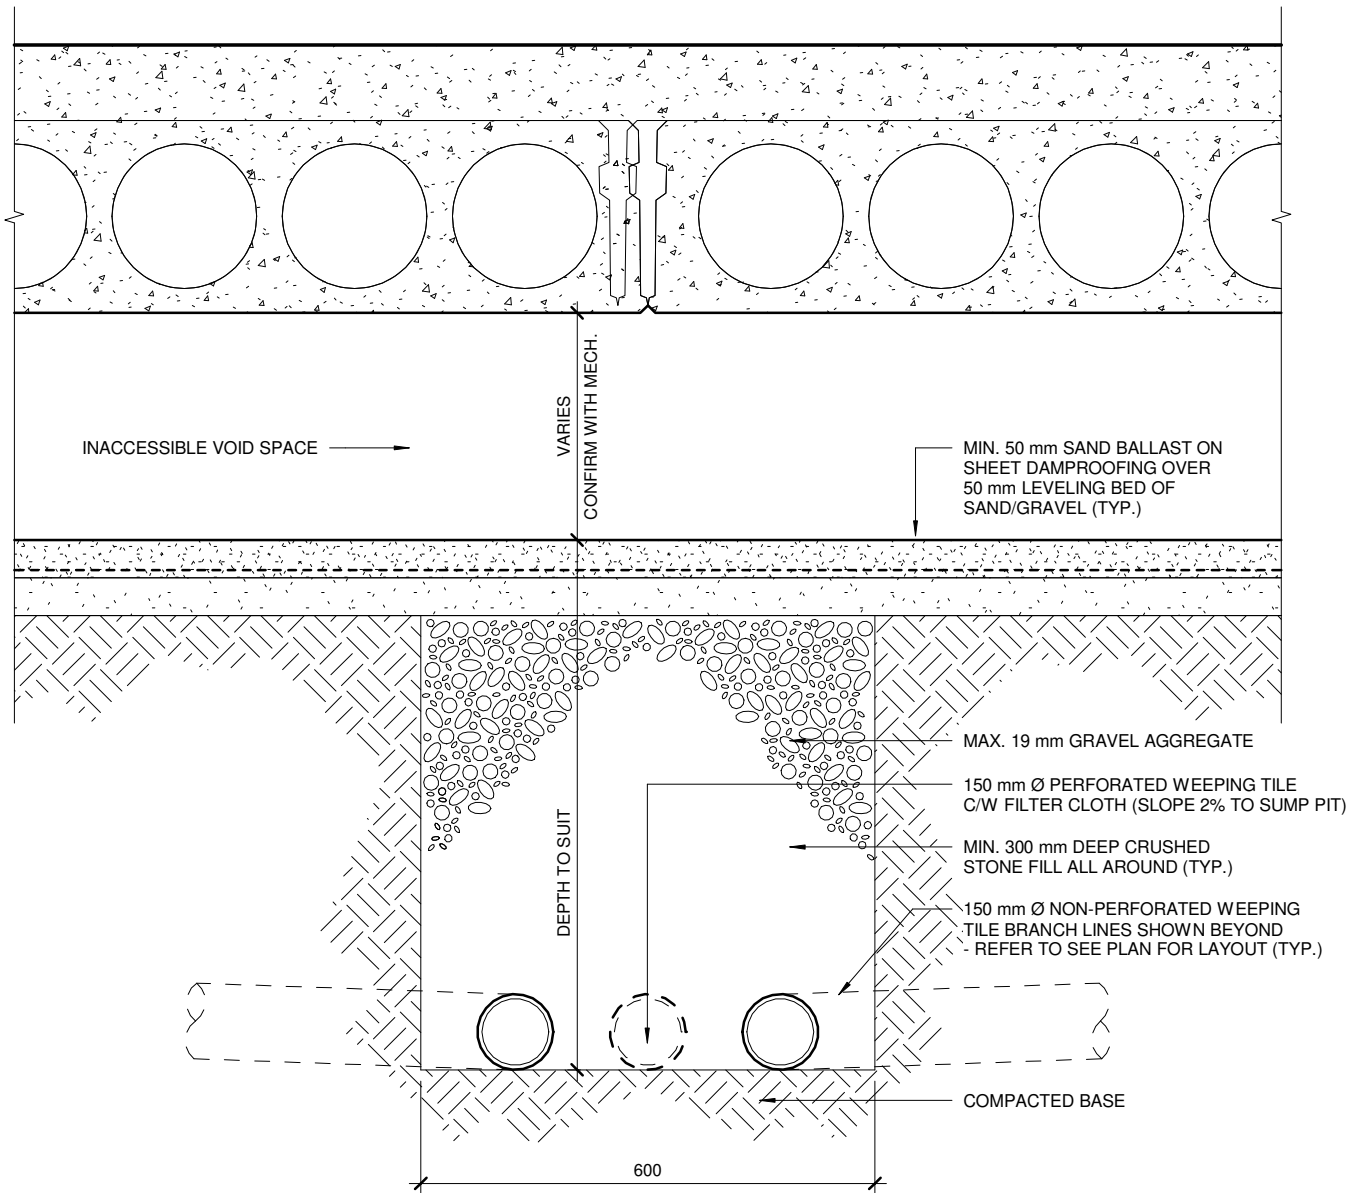 INACCESSIBLE VOID SPACE
VARIES
CONFIRM WITH MECH.
MIN. 50 mm SAND BALLAST ON
SHEET DAMPROOFING OVER
50 mm LEVELING BED OF
SAND/GRAVEL (TYP.)
MAX. 19 mm GRAVEL AGGREGATE
150 mm Ø PERFORATED WEEPING TILE
C/W FILTER CLOTH (SLOPE 2% TO SUMP PIT)
MIN. 300 mm DEEP CRUSHED
STONE FILL ALL AROUND (TYP.)
DEPTH TO SUIT
150 mm Ø NON-PERFORATED WEEPING
TILE BRANCH LINES SHOWN BEYOND
- REFER TO SEE PLAN FOR LAYOUT (TYP.)
COMPACTED BASE
600